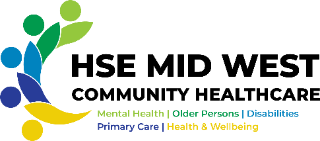 HSE MID WEST
COMMUNITY HEALTHCARE
Mental Health | Older Persons | Disabilities
Primary Care | Health & Wellbeing